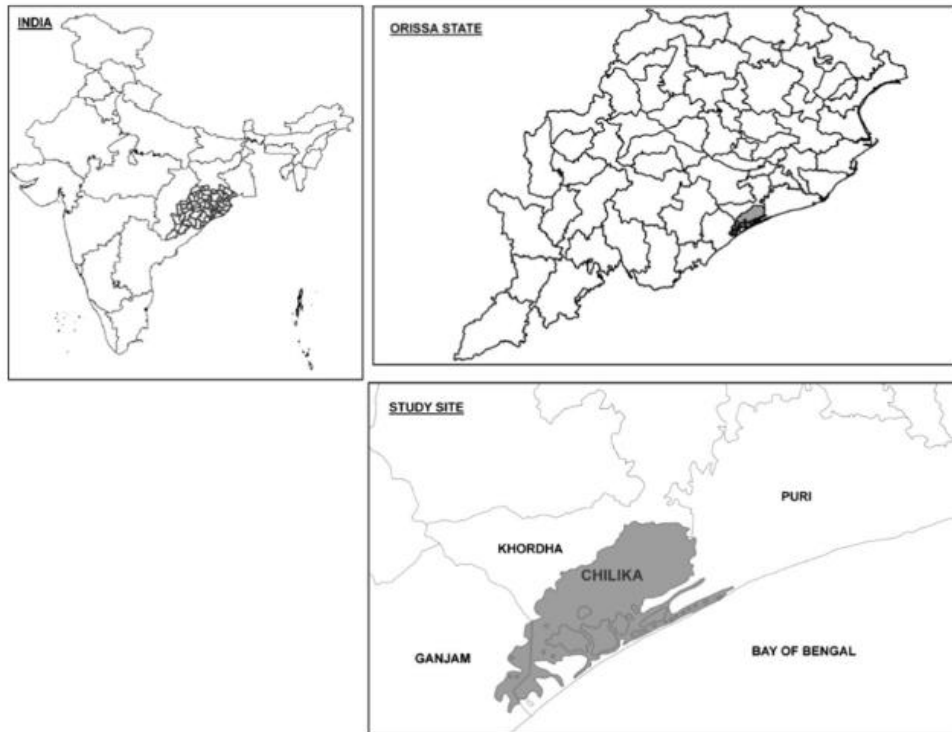 INDIA
ORISSA STATE
STUDY SITE
PURI
KHORDHA
CHILIKA
GANJAM
BAY OF BENGAL